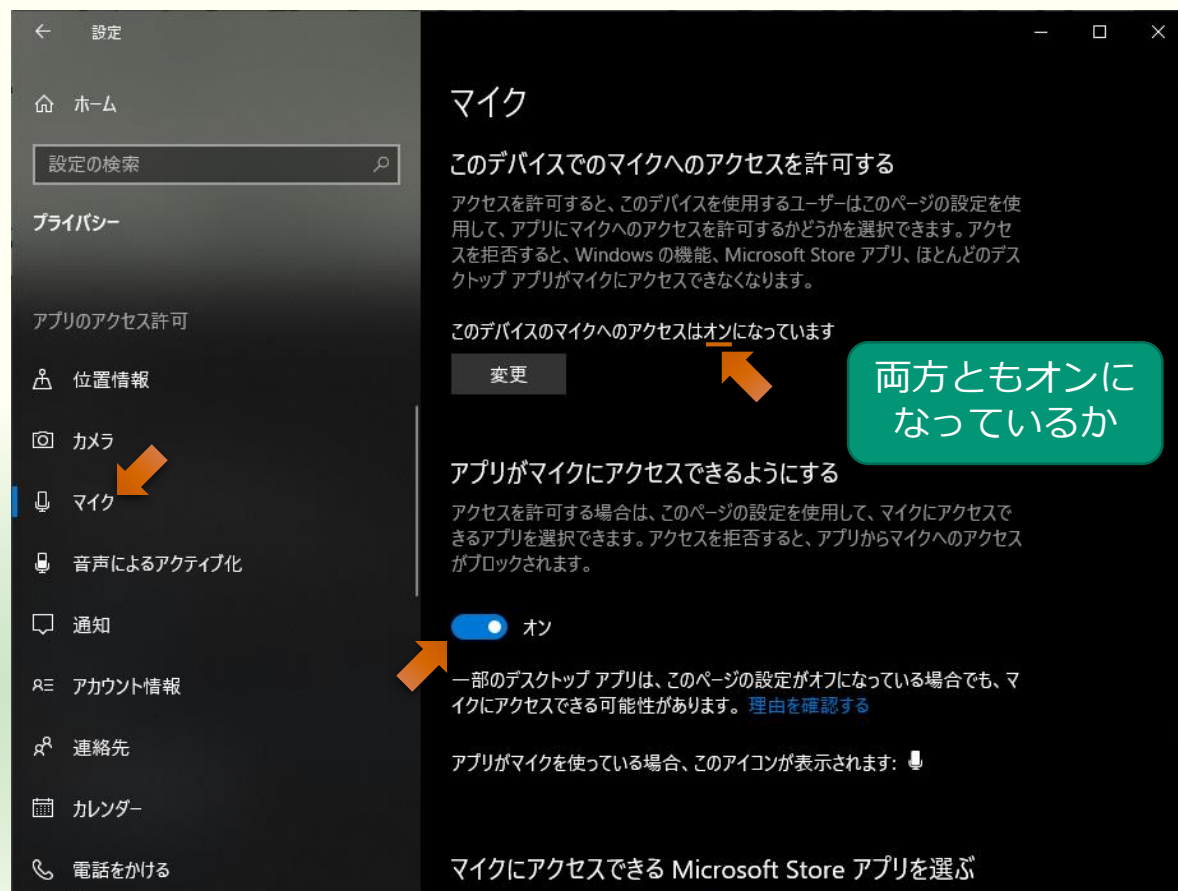 設定
ホーム
設定の検索
プライバシー
アプリのアクセス許可
位置情報
カメラ
マイク
音声によるアクティブ化
通知
アカウント情報
連絡先
カレンダー
電話をかける
マイク
このデバイスでのマイクへのアクセスを許可する
アクセスを許可すると、このデバイスを使用するユーザーはこのページの設定を使
用して、アプリにマイクへのアクセスを許可するかどうかを選択できます。アクセ
スを拒否すると、Windows の機能、Microsoft Store アプリ、ほとんどのデス
クトップ アプリがマイクにアクセスできなくなります。
このデバイスのマイクへのアクセスはオンになっています
変更
両方ともオンに
なっているか
アプリがマイクにアクセスできるようにする
アクセスを許可する場合は、このページの設定を使用して、マイクにアクセスで
きるアプリを選択できます。アクセスを拒否すると、アプリからマイクへのアクセス
がブロックされます。
オン
一部のデスクトップ アプリは、このページの設定がオフになっている場合でも、マ
イクにアクセスできる可能性があります。理由を確認する
アプリがマイクを使っている場合、このアイコンが表示されます:
マイクにアクセスできる Microsoft Store アプリを選ぶ